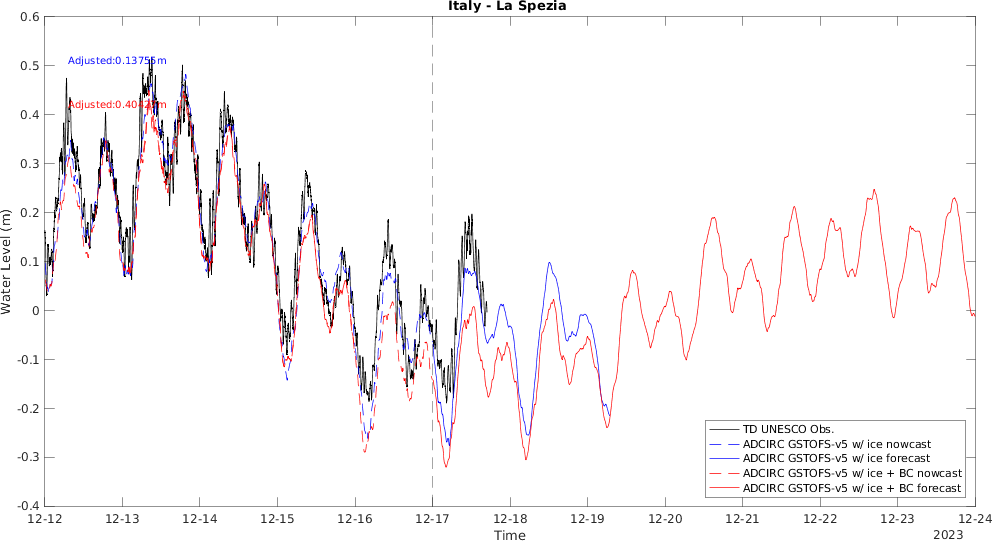 Italy - La Spezia
0.6
0.5
0.4
0.3
0.2
0.1
0
-0.1
-0.2
-0.3
-0.4
Water Level (m)
Adjusted:0.13755m
TD UNESCO Obs.
ADCIRC GSTOFS-v5 w/ ice nowcast
ADCIRC GSTOFS-v5 w/ ice forecast
ADCIRC GSTOFS-v5 w/ ice + BC nowcast
ADCIRC GSTOFS-v5 w/ ice + BC forecast
12-12
12-13
12-14
12-15
12-16
12-17
12-18
12-19
12-20
12-21
12-22
12-23
12-24
Time
2023